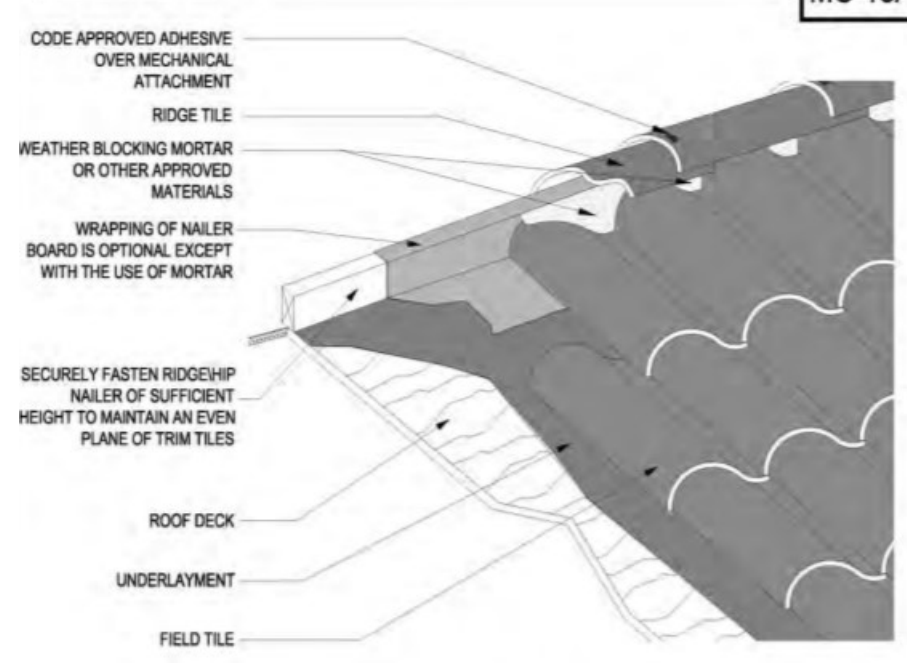 CODE APPROVED ADHESIVE
OVER MECHANICAL
ATTACHMENT
RIDGE TILE
WEATHER BLOCKING MORTAR
OR OTHER APPROVED
MATERIALS
WRAPPING OF NAILER
BOARD IS OPTIONAL EXCEPT
WITH THE USE OF MORTAR
SECURELY FASTEN RIDGE\HIP
NAILER OF SUFFICIENT
HEIGHT TO MAINTAIN AN EVEN
PLANE OF TRIM TILES
ROOF DECK
UNDERLAYMENT
FIELD TILE